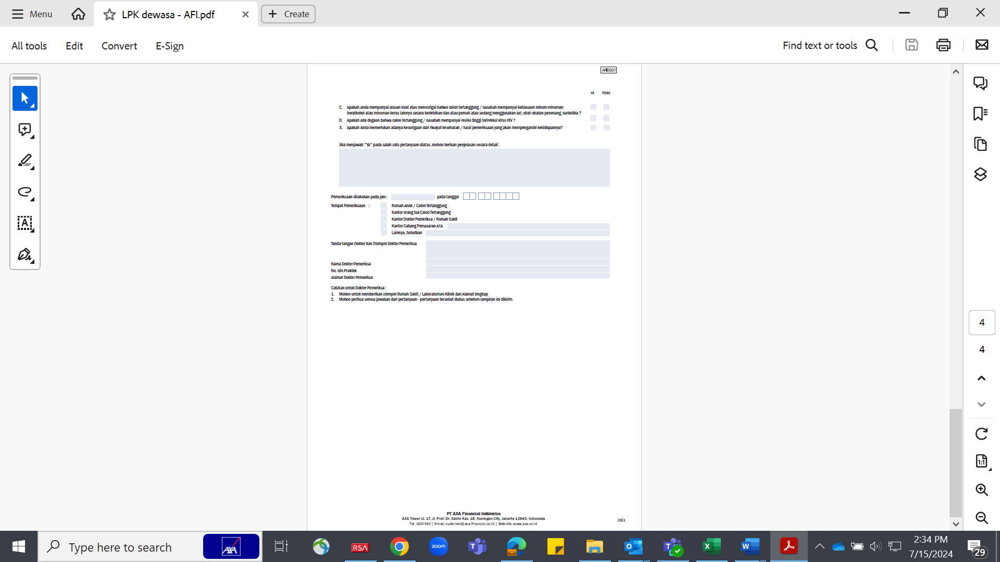 Menu
LPK dewasa - AFI.pdf
Create
All tools
Edit
Convert
E-Sign
Find text or tools
AFI0001
YA TIDAK
C. Apakah anda mempunyai alasan kuat atau mencurigai bahwa calon tertanggung / nasabah mempunyai kebiasaan minum minuman
beralkohol atau minuman keras lainnya secara berlebihan dan atau pernah atau sedang menggunakan zat, obat-obatan penenang, narkotika ?
D. Apakah ada dugaan bahwa calon tertanggung / nasabah mempunyai resiko tinggi terinfeksi virus HIV ?
E. Apakah Anda memerlukan adanya kecurigaan dari riwayat kesehatan / hasil pemeriksaan yang akan mempengaruhi kehidupannya?
Jika menjawab "Ya" pada salah satu pertanyaan diatas, mohon berikan penjelasan secara detail :
Pemeriksaan dilakukan pada jam : pada tanggal
Tempat Pemeriksaan : Rumah Anak / Calon Tertanggung
Kantor orang tua Calon Tertanggung
Kantor Dokter Pemeriksa / Rumah Sakit
Kantor Cabang Pemasaran AXA
Lainnya, Sebutkan
Tanda tangan Dokter dan Stempel Dokter Pemeriksa
Nama Dokter Pemeriksa
No. Izin Praktek
Alamat Dokter Pemeriksa
Catatan untuk Dokter Pemeriksa :
1. Mohon untuk memberikan stempel Rumah Sakit / Laboratorium Klinik dan Alamat lengkap
2. Mohon periksa semua jawaban dari pertanyaan - pertanyaan tersebut diatas sebelum lampiran ini dikirim
4
4
1:1
PT AXA Financial Indonesia
AXA Tower Lt. 17, Jl. Prof. Dr. Satrio Kav. 18, Kuningan City, Jakarta 12940, Indonesia
Tel: 1500 940 | Email: customer@axa-financial.co.id | Website: www.axa.co.id
2021
Type here to search
AXA
RSA
zoom
2:34 PM
7/15/2024
29